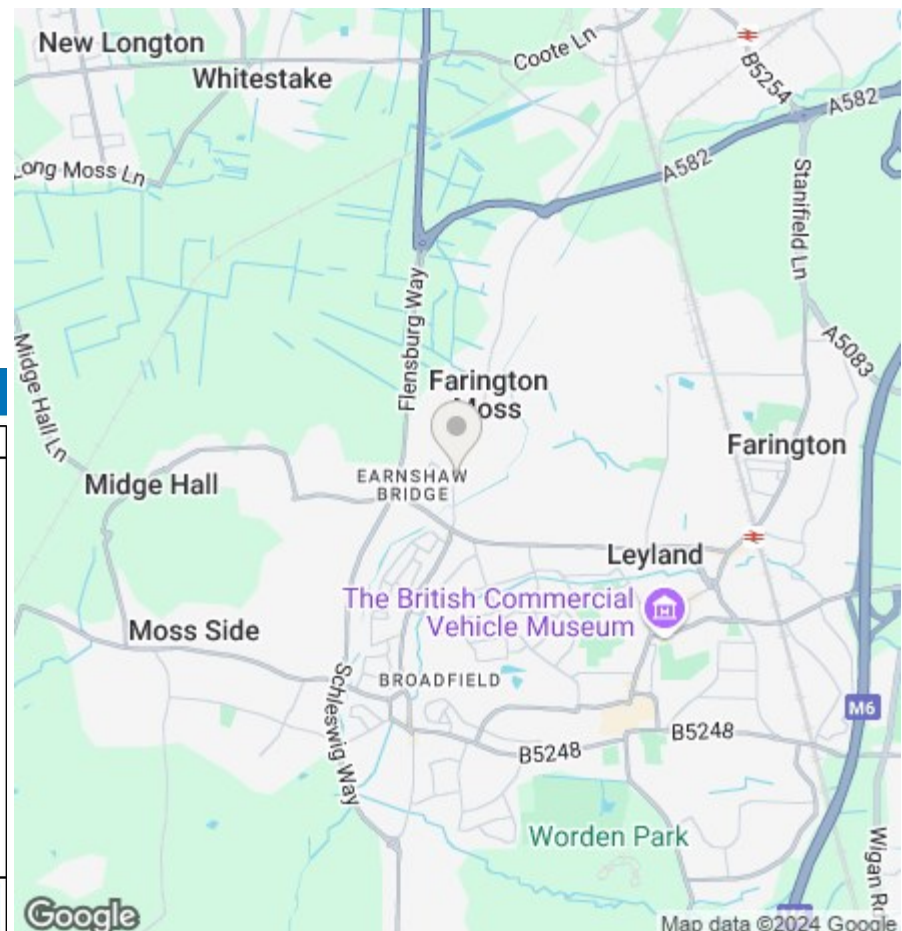 New Longton
Whitestake
Coote Ln
B5254
A582
Long Moss Ln
A582
Stanifield Ln
Flensburg Way
A5083
Midge Hall Ln
Farington
Moss
Farington
Midge Hall
EARNSHAW
BRIDGE
Leyland
The British Commercial
Vehicle Museum
Moss Side
BROADFIELD
Schleswig Way
M6
B5248
B5248
Worden Park
Wigan Rd
Google
Map data ©2024 Google